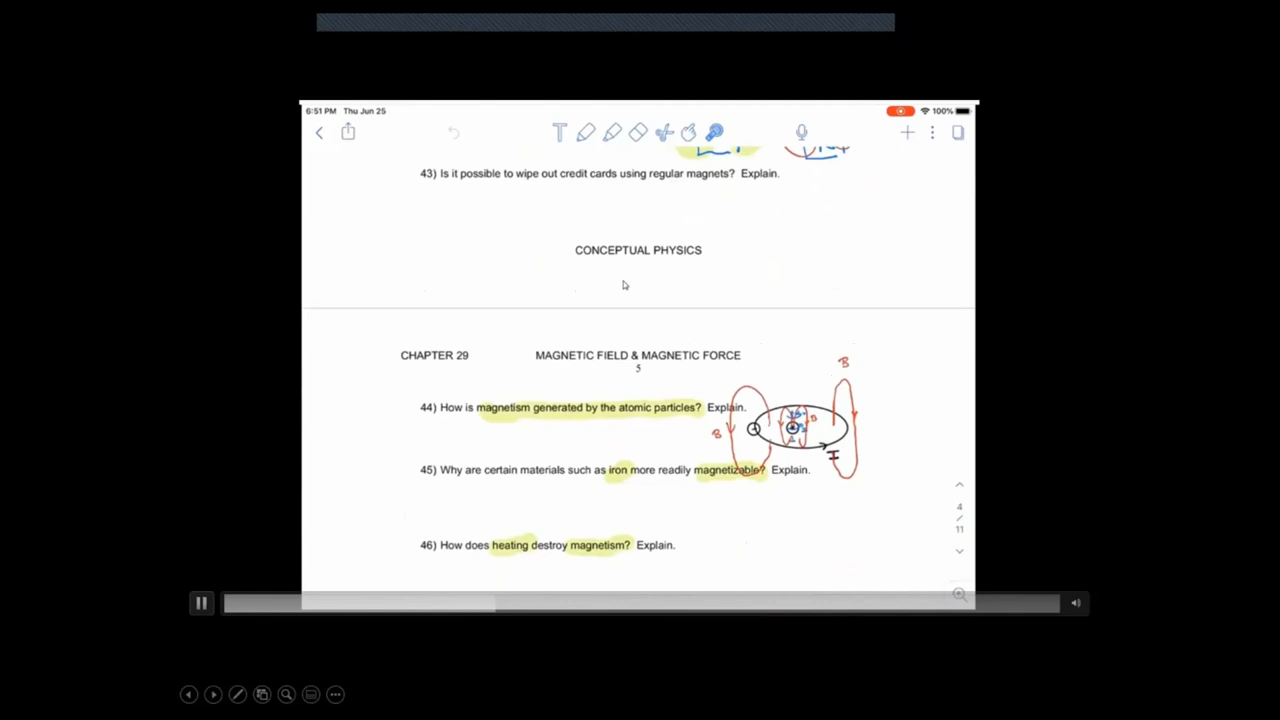 6:51 PM Thu Jun 25
100%
43) Is it possible to wipe out credit cards using regular magnets? Explain.
CONCEPTUAL PHYSICS
CHAPTER 29 MAGNETIC FIELD & MAGNETIC FORCE
5
B
44) How is magnetism generated by the atomic particles? Explain.
B
B
I
45) Why are certain materials such as iron more readily magnetizable? Explain.
4
/
11
46) How does heating destroy magnetism? Explain.